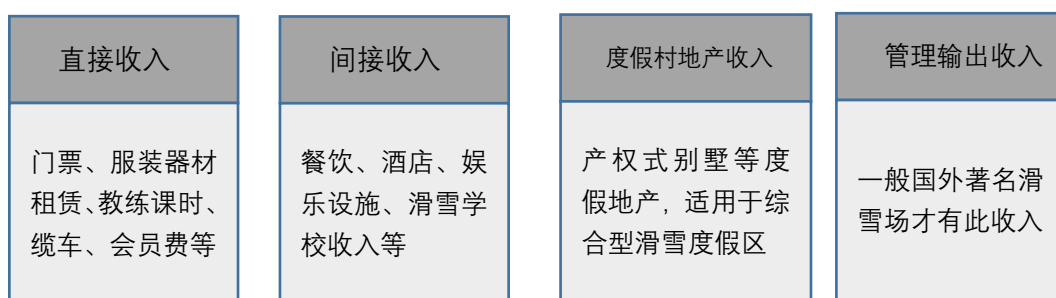 直接收入
门票、服装器材
租赁、教练课时、
缆车、会员费等
间接收入
餐饮、酒店、娱
乐设施、滑雪学
校收入等
度假村地产收入
产权式别墅等度
假地产，适用于综
合型滑雪度假区
管理输出收入
一般国外著名滑
雪场才有此收入